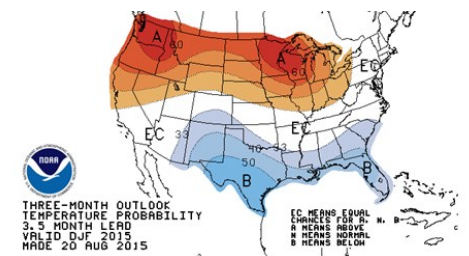 A
60
A
60
EC
EC
33
EC
40
33
50
B
B
NOAA
THREE-MONTH OUTLOOK
TEMPERATURE PROBABILITY
3.5 MONTH LEAD
VALID DJF 2015
MADE 20 AUG 2015
EC MEANS EQUAL
CHANCES FOR A, N, B
A MEANS ABOVE
N MEANS NORMAL
B MEANS BELOW